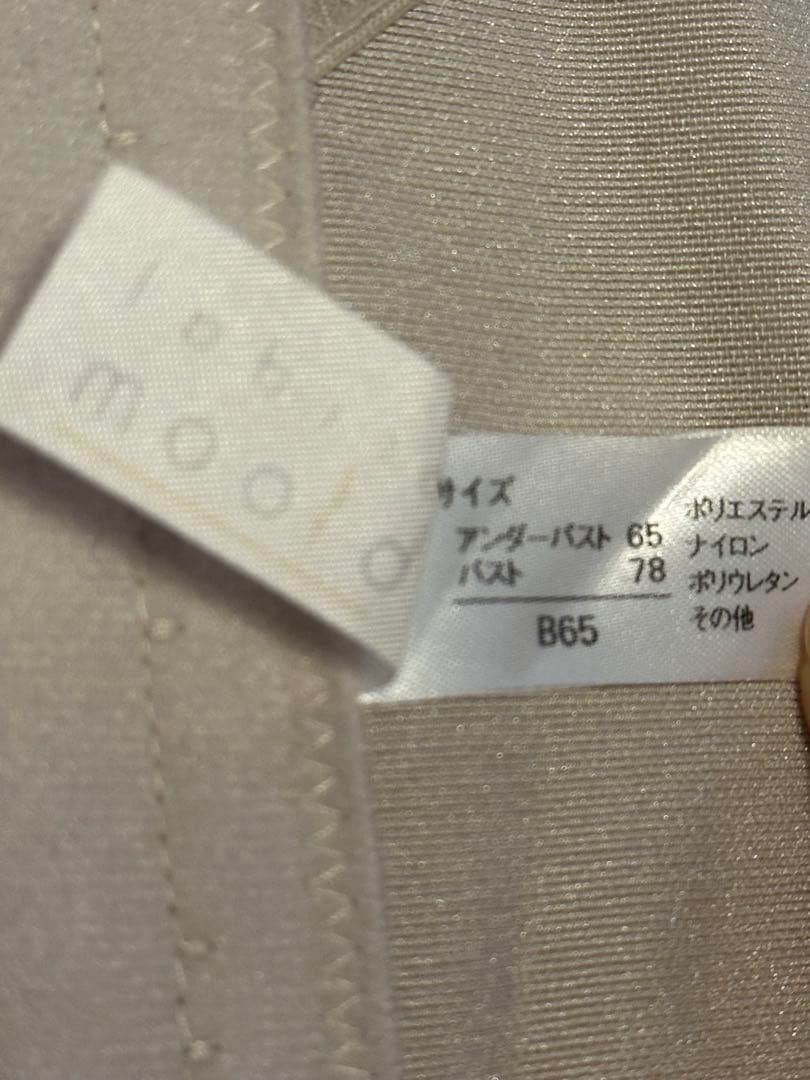 moo
サイズ
アンダーバスト 65
バスト 78
B65
ポリエステル
ナイロン
ポリウレタン
その他